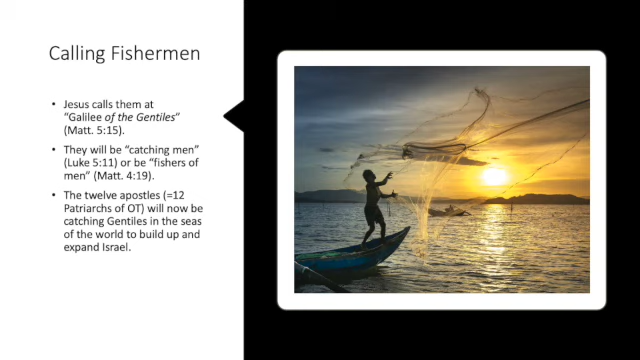 Calling Fishermen
• Jesus calls them at
“Galilee of the Gentiles”
(Matt. 5:15).
• They will be “catching men”
(Luke 5:11) or be “fishers of
men” (Matt. 4:19).
• The twelve apostles (=12
Patriarchs of OT) will now be
catching Gentiles in the seas
of the world to build up and
expand Israel.